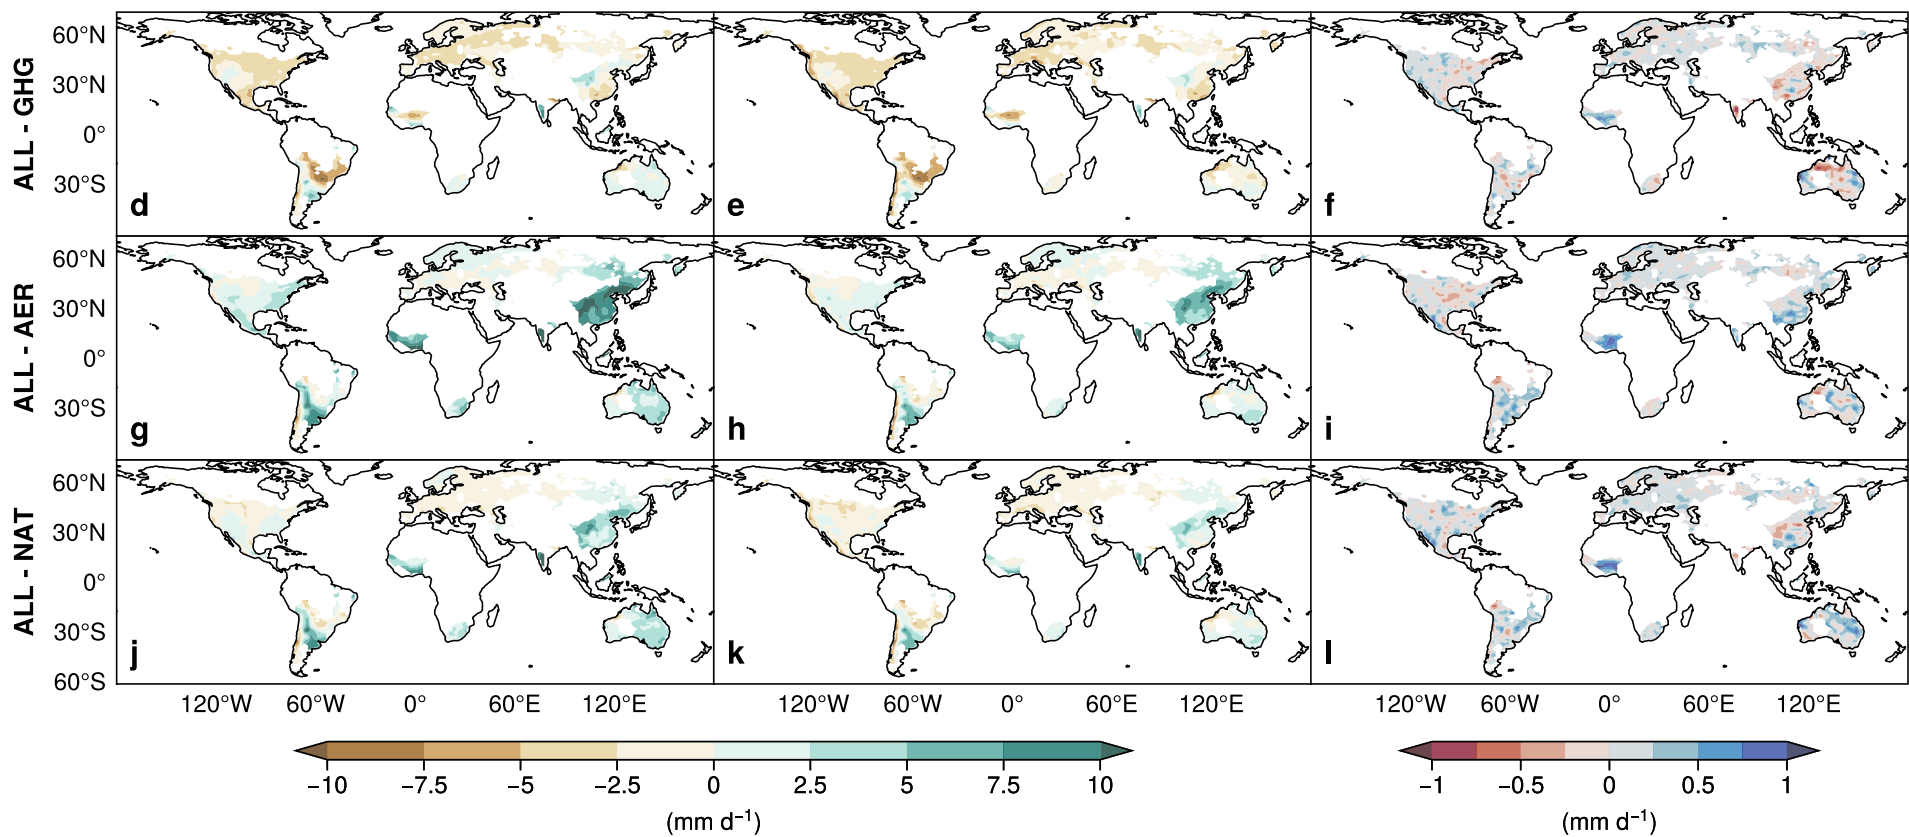 ALL - GHG
60°N
30°N
0°
30°S
d
e
f
ALL - AER
60°N
30°N
0°
30°S
g
h
i
ALL - NAT
60°N
30°N
0°
30°S
60°S
j
k
l
120°W 60°W 0° 60°E 120°E
120°W 60°W 0° 60°E 120°E
120°W 60°W 0° 60°E 120°E
−10 −7.5 −5 −2.5 0 2.5 5 7.5 10
(mm d⁻¹)
−1 −0.5 0 0.5 1
(mm d⁻¹)